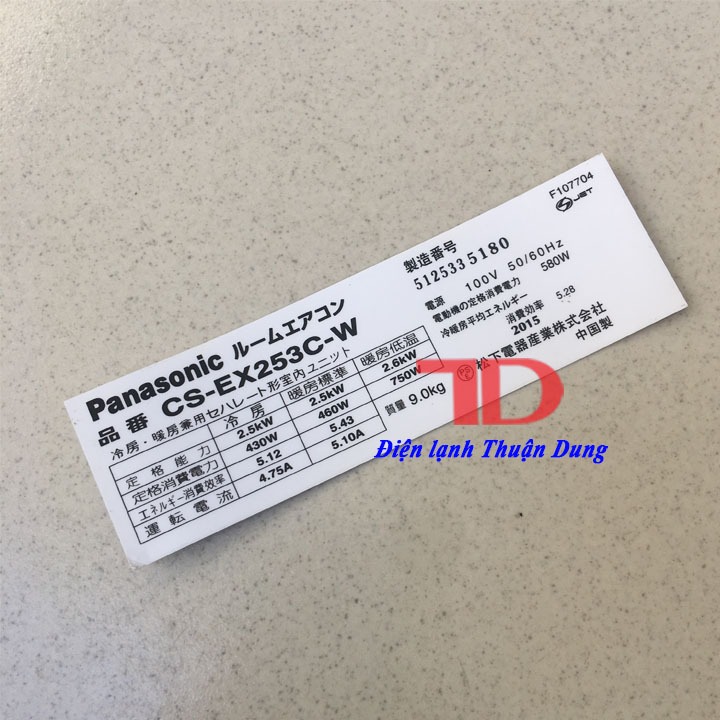 Panasonic ルームエアコン
品番 CS-EX253C-W
冷房・暖房兼用セパレート形室内ユニット
冷房 暖房標準 暖房低温
定格能力 2.5kW 2.5kW 2.6kW
定格消費電力 430W 460W 750W
エネルギー消費効率 5.12 5.43
運転電流 4.75A 5.10A
質量 9.0kg
F107704
JET
製造番号
5125335180
電源 100V 50/60Hz
電動機の定格消費電力 580W
冷暖房平均エネルギー消費効率 5.28
2015
松下電器産業株式会社
中国製
TD
Điện lạnh Thuận Dung